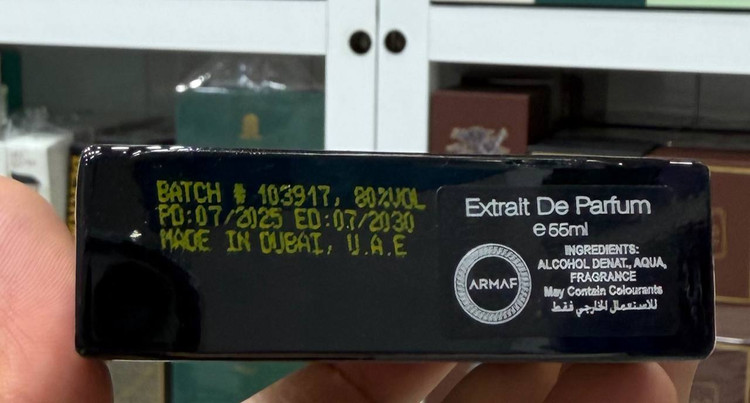 BATCH # 103917, 80%VOL
PD:07/2025 ED:07/2030
MADE IN DUBAI, U.A.E
Extrait De Parfum
e 55ml
ARMAF
INGREDIENTS:
ALCOHOL DENAT., AQUA,
FRAGRANCE
May Contain Colourants
للاستعمال الخارجي فقط